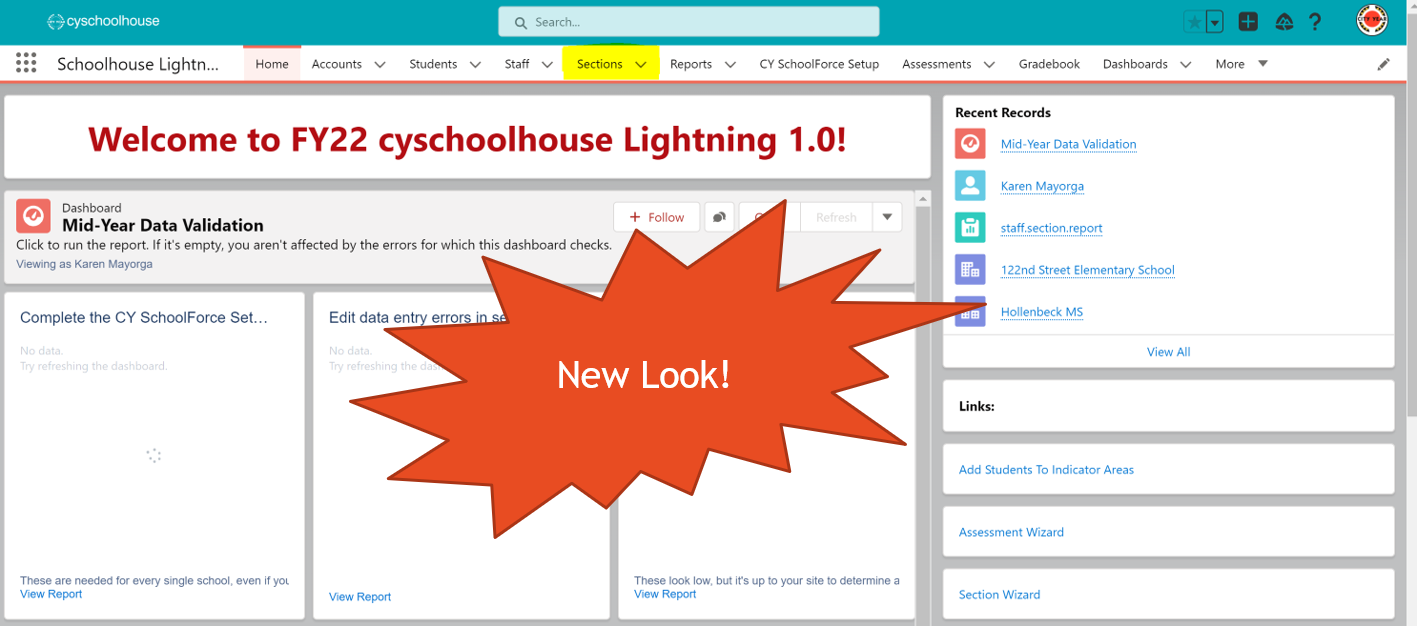 cyschoolhouse
Search...
CITY YEAR
Schoolhouse Lightn...
Home
Accounts
Students
Staff
Sections
Reports
CY SchoolForce Setup
Assessments
Gradebook
Dashboards
More
Welcome to FY22 cyschoolhouse Lightning 1.0!
Dashboard
Mid-Year Data Validation
+ Follow
Refresh
Click to run the report. If it's empty, you aren't affected by the errors for which this dashboard checks.
Viewing as Karen Mayorga
Complete the CY SchoolForce Set...
No data.
Try refreshing the dashboard.
These are needed for every single school, even if you
View Report
Edit data entry errors in se
No data.
Try refreshing the das
View Report
New Look!
These look low, but it's up to your site to determine a
View Report
Recent Records
Mid-Year Data Validation
Karen Mayorga
staff.section.report
122nd Street Elementary School
Hollenbeck MS
View All
Links:
Add Students To Indicator Areas
Assessment Wizard
Section Wizard